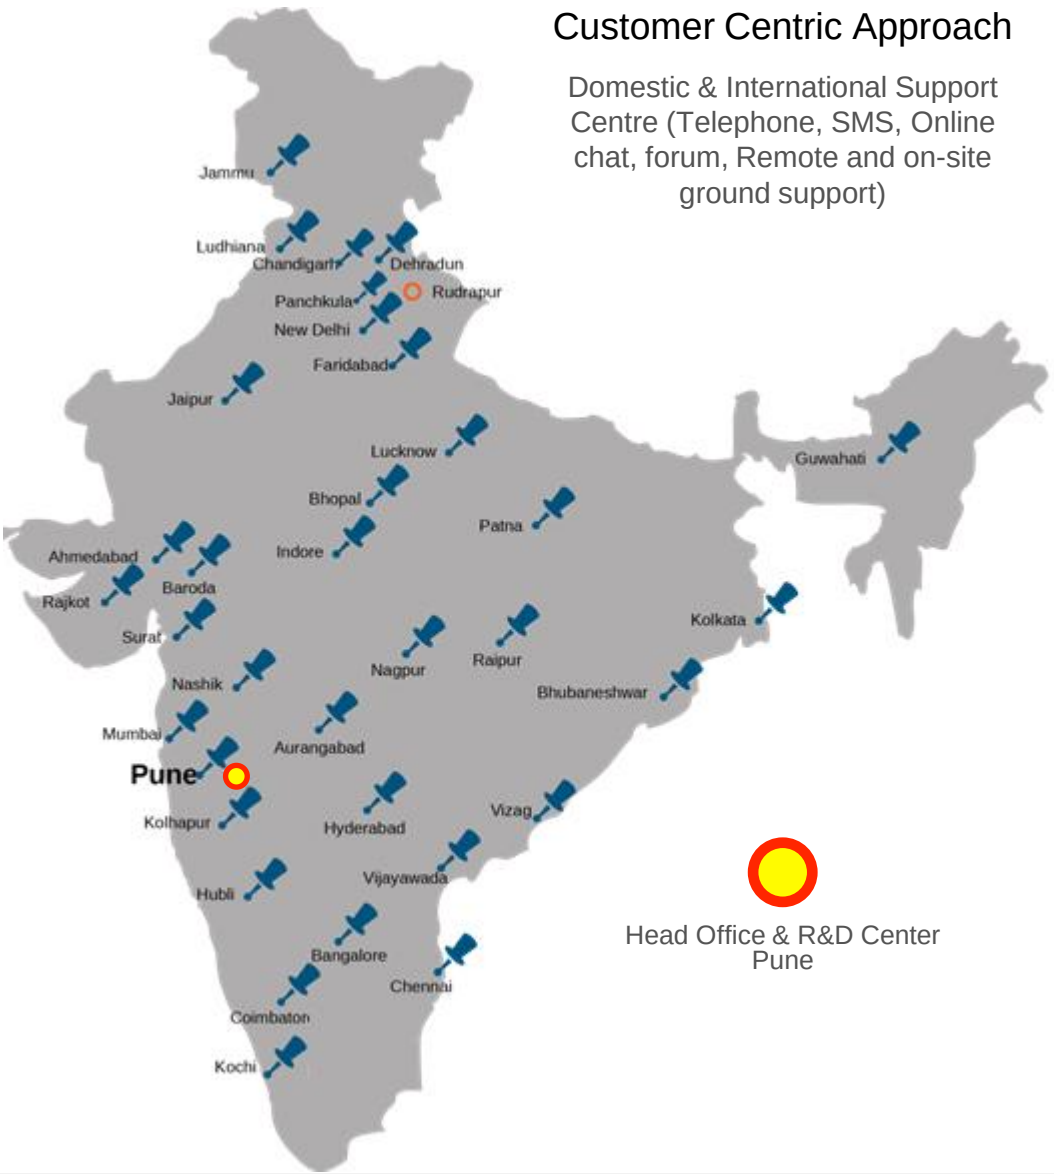 Customer Centric Approach
Domestic & International Support
Centre (Telephone, SMS, Online
chat, forum, Remote and on-site
ground support)
Jammu
Ludhiana
Chandigarh
Dehradun
Panchkula
Rudrapur
New Delhi
Faridabad
Jaipur
Lucknow
Guwahati
Bhopal
Patna
Indore
Ahmedabad
Baroda
Rajkot
Surat
Kolkata
Nagpur
Raipur
Nashik
Bhubaneshwar
Mumbai
Aurangabad
Pune
Kolhapur
Hyderabad
Vizag
Vijayawada
Hubli
Bangalore
Chennai
Coimbaton
Kochi
Head Office & R&D Center
Pune